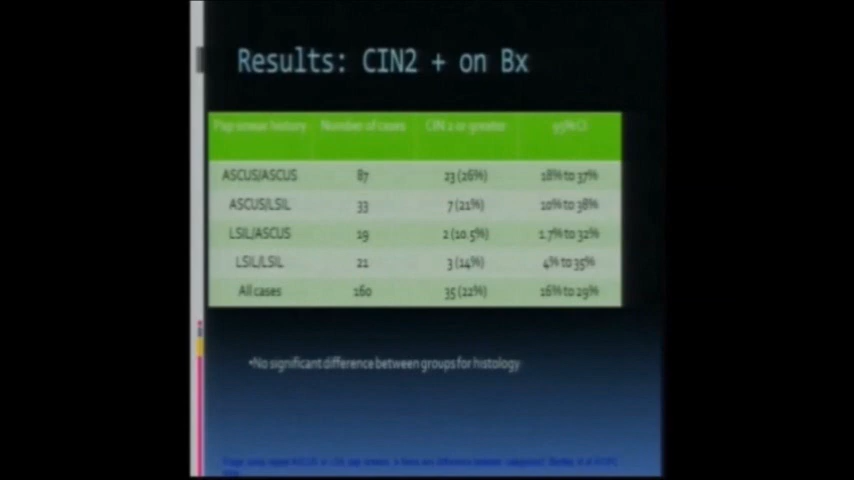 Results: CIN2 + on Bx
Pap smear history Number of cases CIN 2 or greater 95% CI
ASCUS/ASCUS 87 23 (26%) 18% to 37%
ASCUS/LSIL 33 7 (21%) 10% to 38%
LSIL/ASCUS 19 2 (10.5%) 1.7% to 32%
LSIL/LSIL 21 3 (14%) 4% to 35%
All cases 160 35 (22%) 16% to 29%
•No significant difference between groups for histology